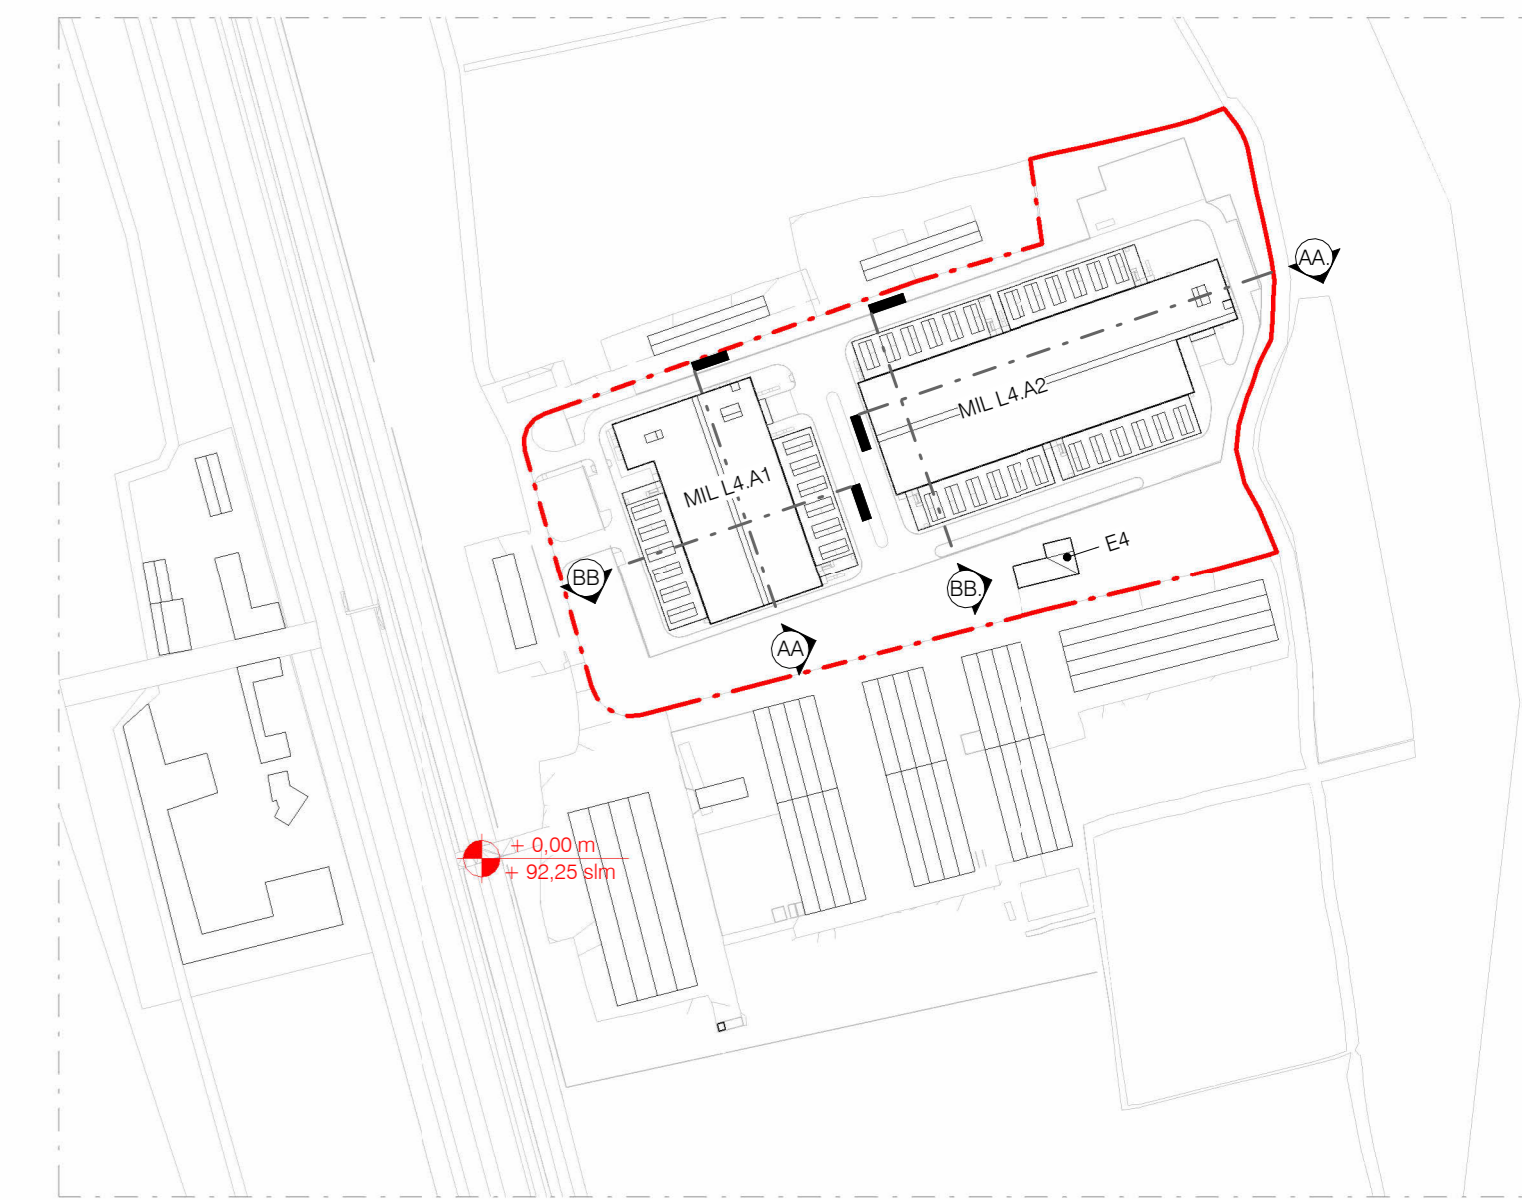 AA.
MIL L4.A2
MIL L4.A1
E4
BB
BB.
AA
+ 0,00 m
+ 92,25 slm